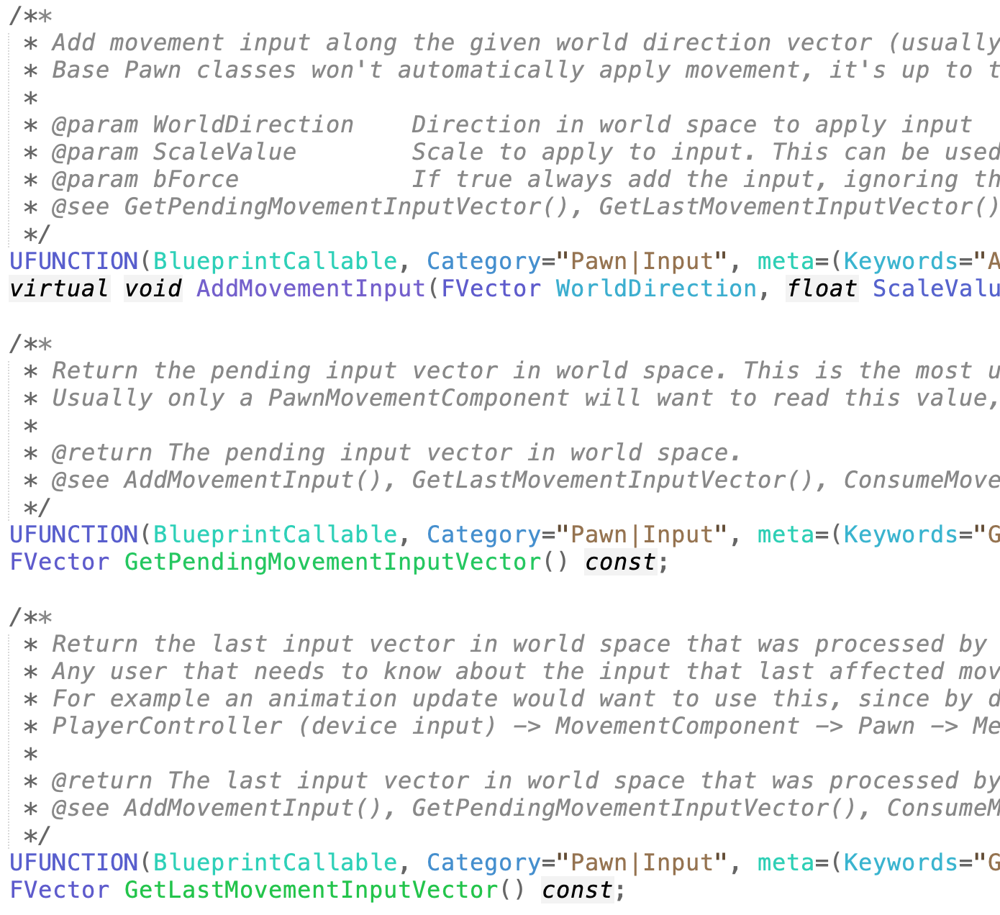 /**
 * Add movement input along the given world direction vector (usually
 * Base Pawn classes won't automatically apply movement, it's up to t
 *
 * @param WorldDirection    Direction in world space to apply input
 * @param ScaleValue        Scale to apply to input. This can be used
 * @param bForce            If true always add the input, ignoring th
 * @see GetPendingMovementInputVector(), GetLastMovementInputVector()
 */
UFUNCTION(BlueprintCallable, Category="Pawn|Input", meta=(Keywords="A
virtual void AddMovementInput(FVector WorldDirection, float ScaleValu

/**
 * Return the pending input vector in world space. This is the most u
 * Usually only a PawnMovementComponent will want to read this value,
 *
 * @return The pending input vector in world space.
 * @see AddMovementInput(), GetLastMovementInputVector(), ConsumeMove
 */
UFUNCTION(BlueprintCallable, Category="Pawn|Input", meta=(Keywords="G
FVector GetPendingMovementInputVector() const;

/**
 * Return the last input vector in world space that was processed by
 * Any user that needs to know about the input that last affected mov
 * For example an animation update would want to use this, since by d
 * PlayerController (device input) -> MovementComponent -> Pawn -> Me
 *
 * @return The last input vector in world space that was processed by
 * @see AddMovementInput(), GetPendingMovementInputVector(), ConsumeM
 */
UFUNCTION(BlueprintCallable, Category="Pawn|Input", meta=(Keywords="G
FVector GetLastMovementInputVector() const;